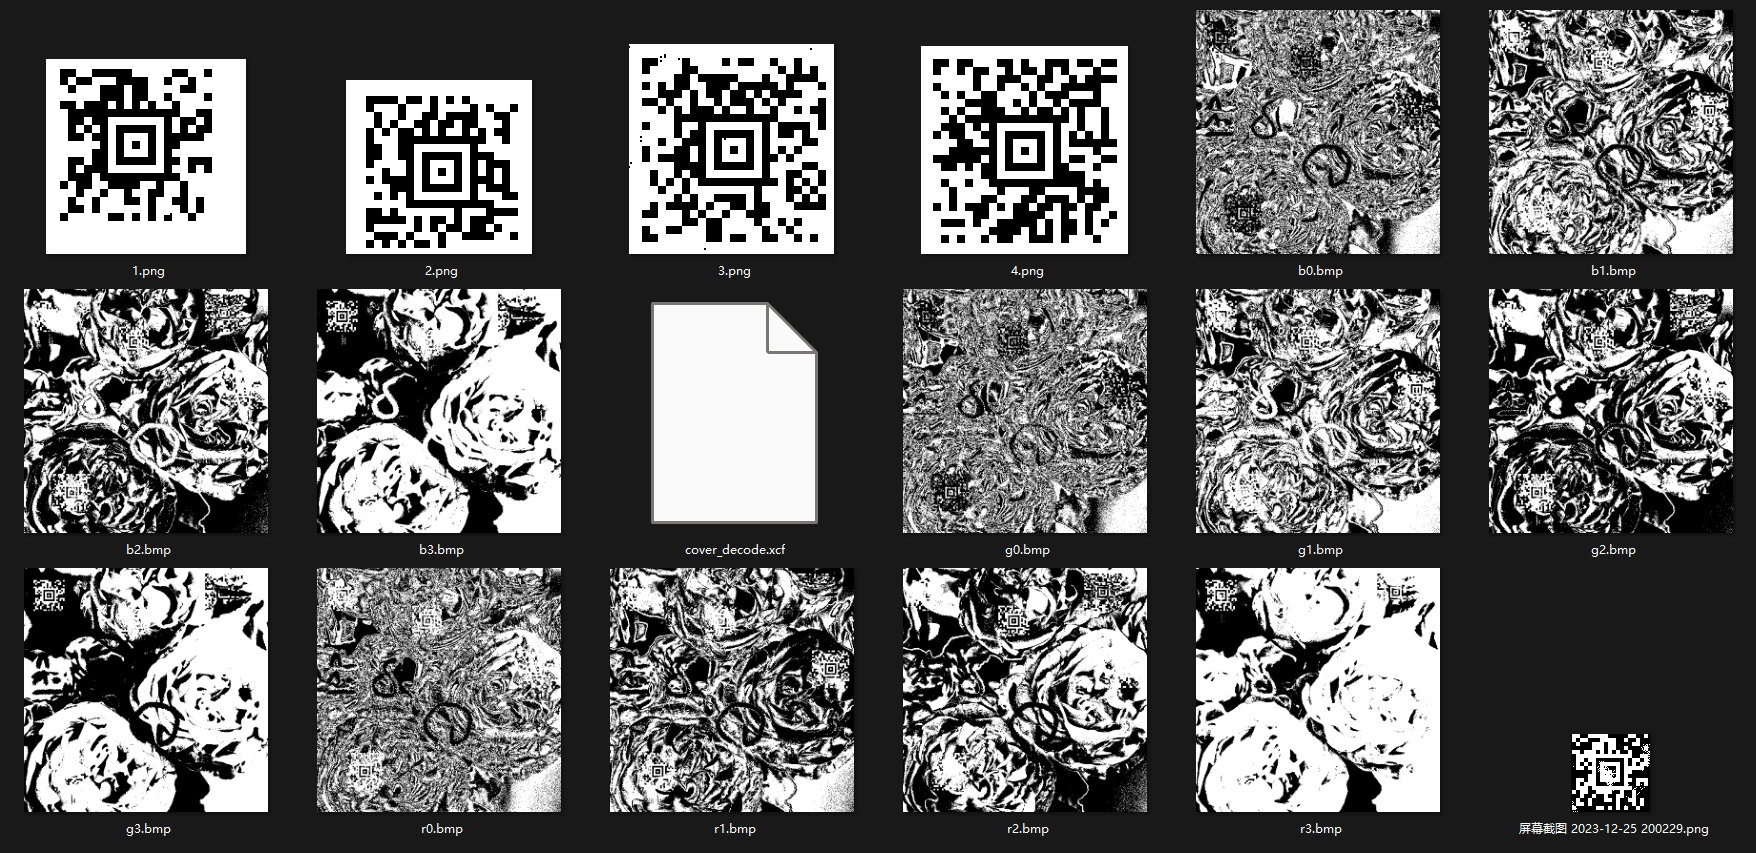 1.png
2.png
3.png
4.png
b0.bmp
b1.bmp
b2.bmp
b3.bmp
cover_decode.xcf
g0.bmp
g1.bmp
g2.bmp
g3.bmp
r0.bmp
r1.bmp
r2.bmp
r3.bmp
屏幕截图 2023-12-25 200229.png